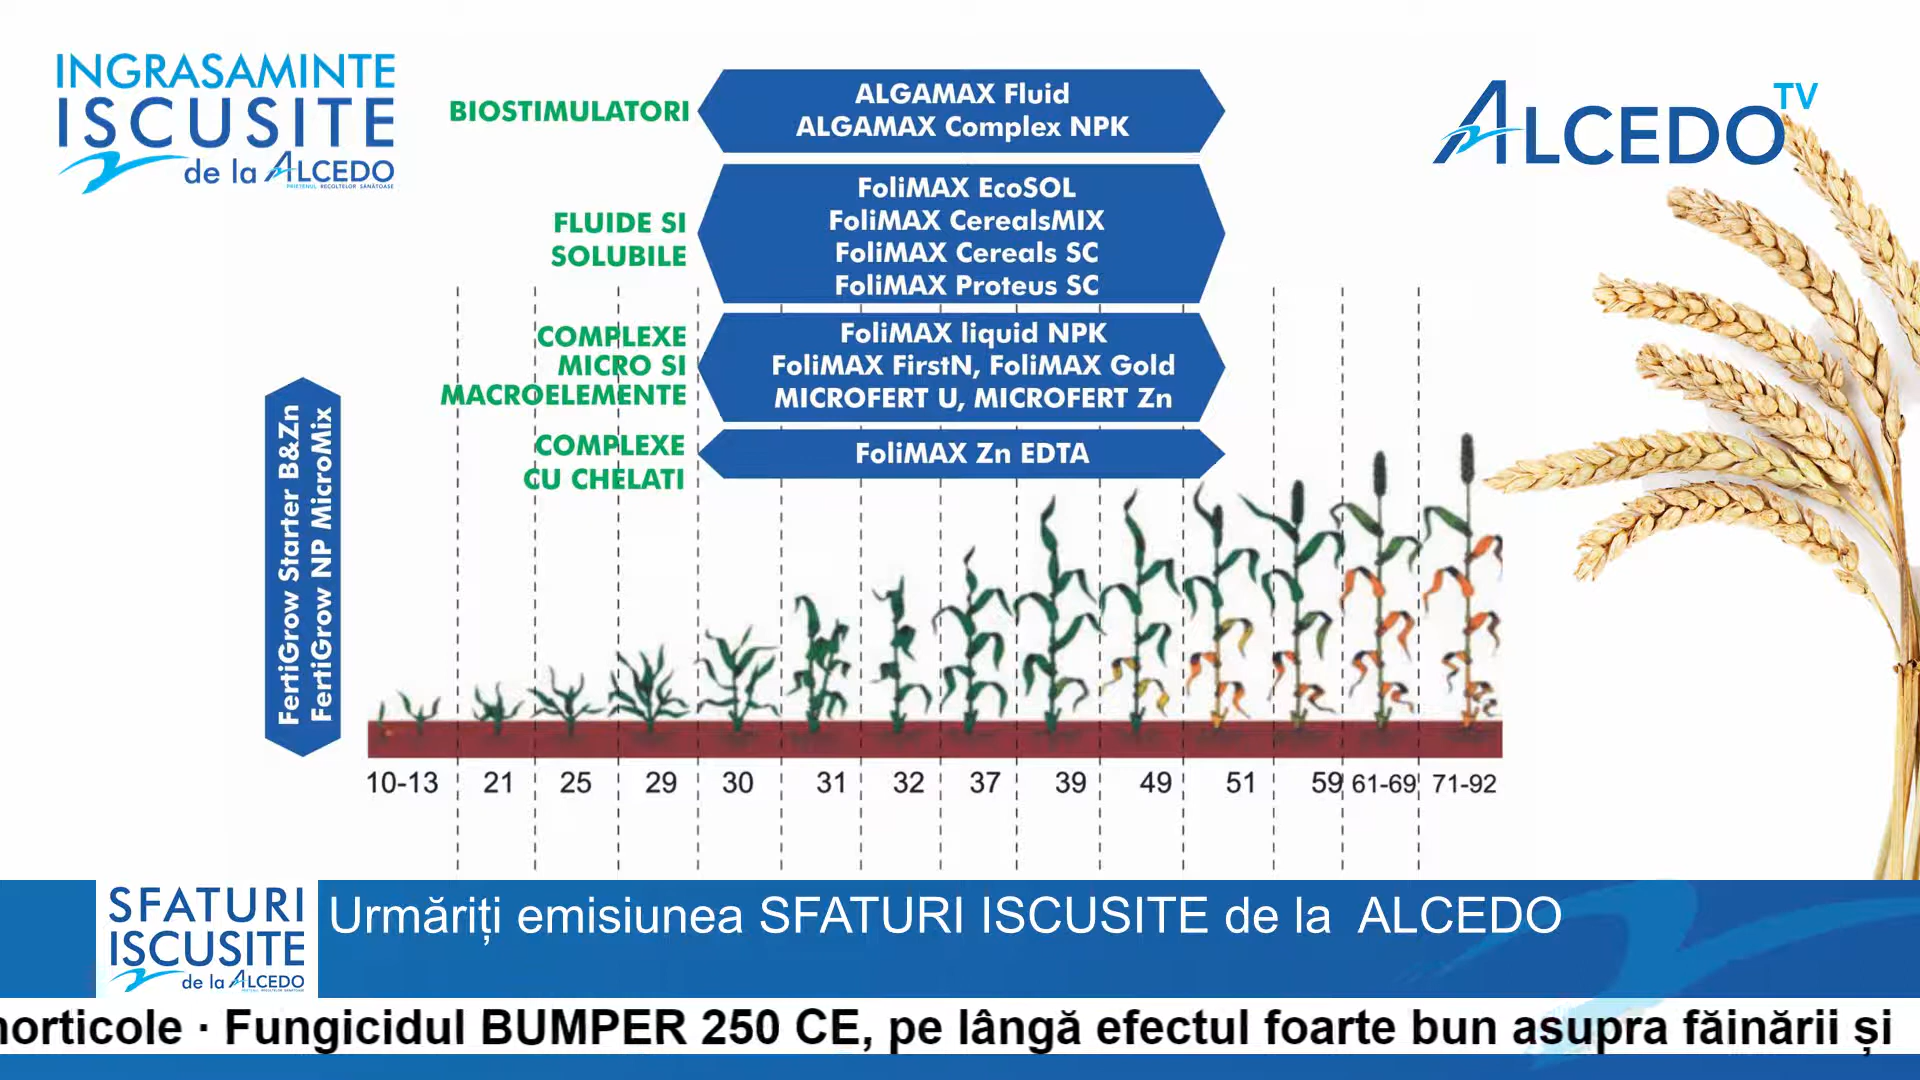 INGRASAMINTE
ISCUSITE
de la ALCEDO
PRIETENUL RECOLTELOR SĂNĂTOASE
BIOSTIMULATORI
ALGAMAX Fluid
ALGAMAX Complex NPK
ALCEDO TV
FLUIDE SI
SOLUBILE
FoliMAX EcoSOL
FoliMAX CerealsMIX
FoliMAX Cereals SC
FoliMAX Proteus SC
COMPLEXE
MICRO SI
MACROELEMENTE
FoliMAX liquid NPK
FoliMAX FirstN, FoliMAX Gold
MICROFERT U, MICROFERT Zn
COMPLEXE
CU CHELATI
FoliMAX Zn EDTA
FertiGrow Starter B&Zn
FertiGrow NP MicroMix
10-13 21 25 29 30 31 32 37 39 49 51 59 61-69 71-92
SFATURI
ISCUSITE
de la ALCEDO
Urmăriți emisiunea SFATURI ISCUSITE de la ALCEDO
horticole · Fungicidul BUMPER 250 CE, pe lângă efectul foarte bun asupra făinării și